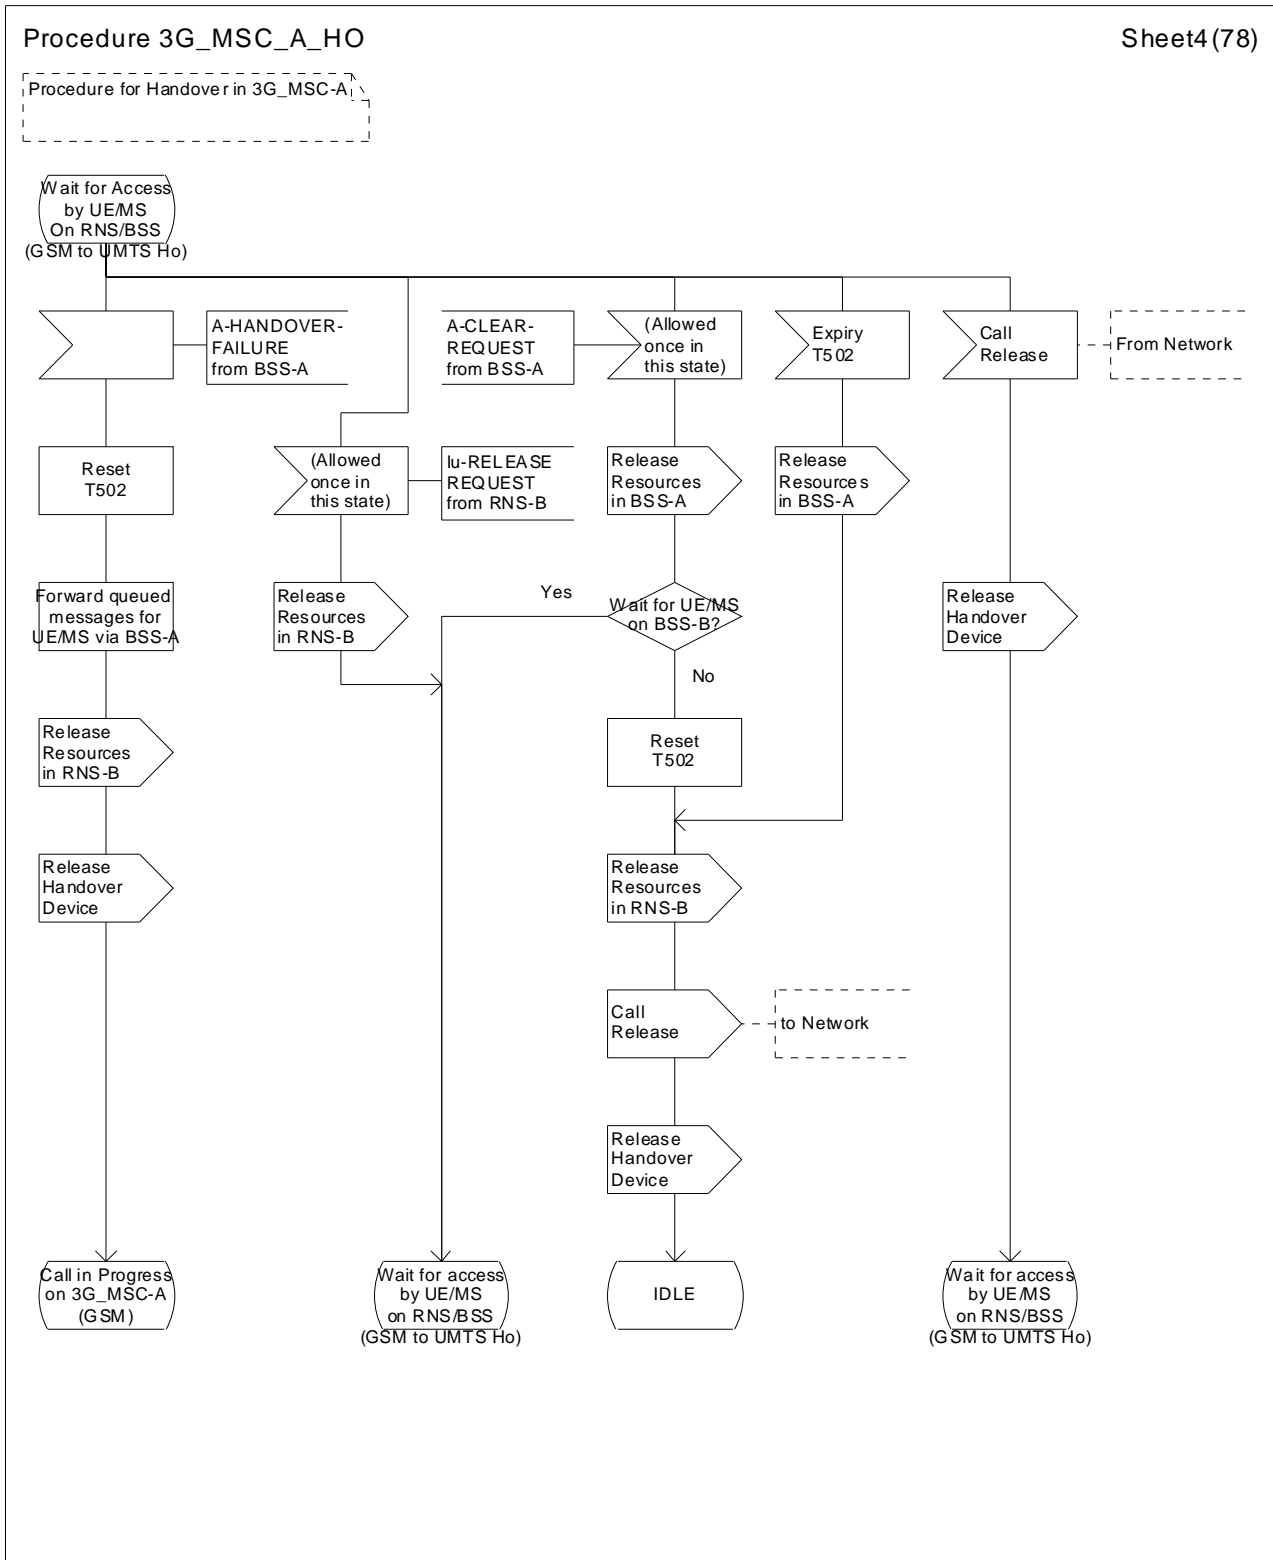 Procedure 3G_MSC_A_HO
Sheet4(78)
Procedure for Handover in 3G_MSC-A
Wait for Access
by UE/MS
On RNS/BSS
(GSM to UMTS Ho)
A-HANDOVER-
FAILURE
from BSS-A
A-CLEAR-
REQUEST
from BSS-A
(Allowed
once in
this state)
Expiry
T502
Call
Release
From Network
Reset
T502
(Allowed
once in
this state)
Iu-RELEASE
REQUEST
from RNS-B
Release
Resources
in BSS-A
Release
Resources
in BSS-A
Forward queued
messages for
UE/MS via BSS-A
Release
Resources
in RNS-B
Yes
Wait for UE/MS
on BSS-B?
No
Release
Handover
Device
Release
Resources
in RNS-B
Reset
T502
Release
Handover
Device
Release
Resources
in RNS-B
Call
Release
to Network
Release
Handover
Device
Call in Progress
on 3G_MSC-A
(GSM)
Wait for access
by UE/MS
on RNS/BSS
(GSM to UMTS Ho)
IDLE
Wait for access
by UE/MS
on RNS/BSS
(GSM to UMTS Ho)